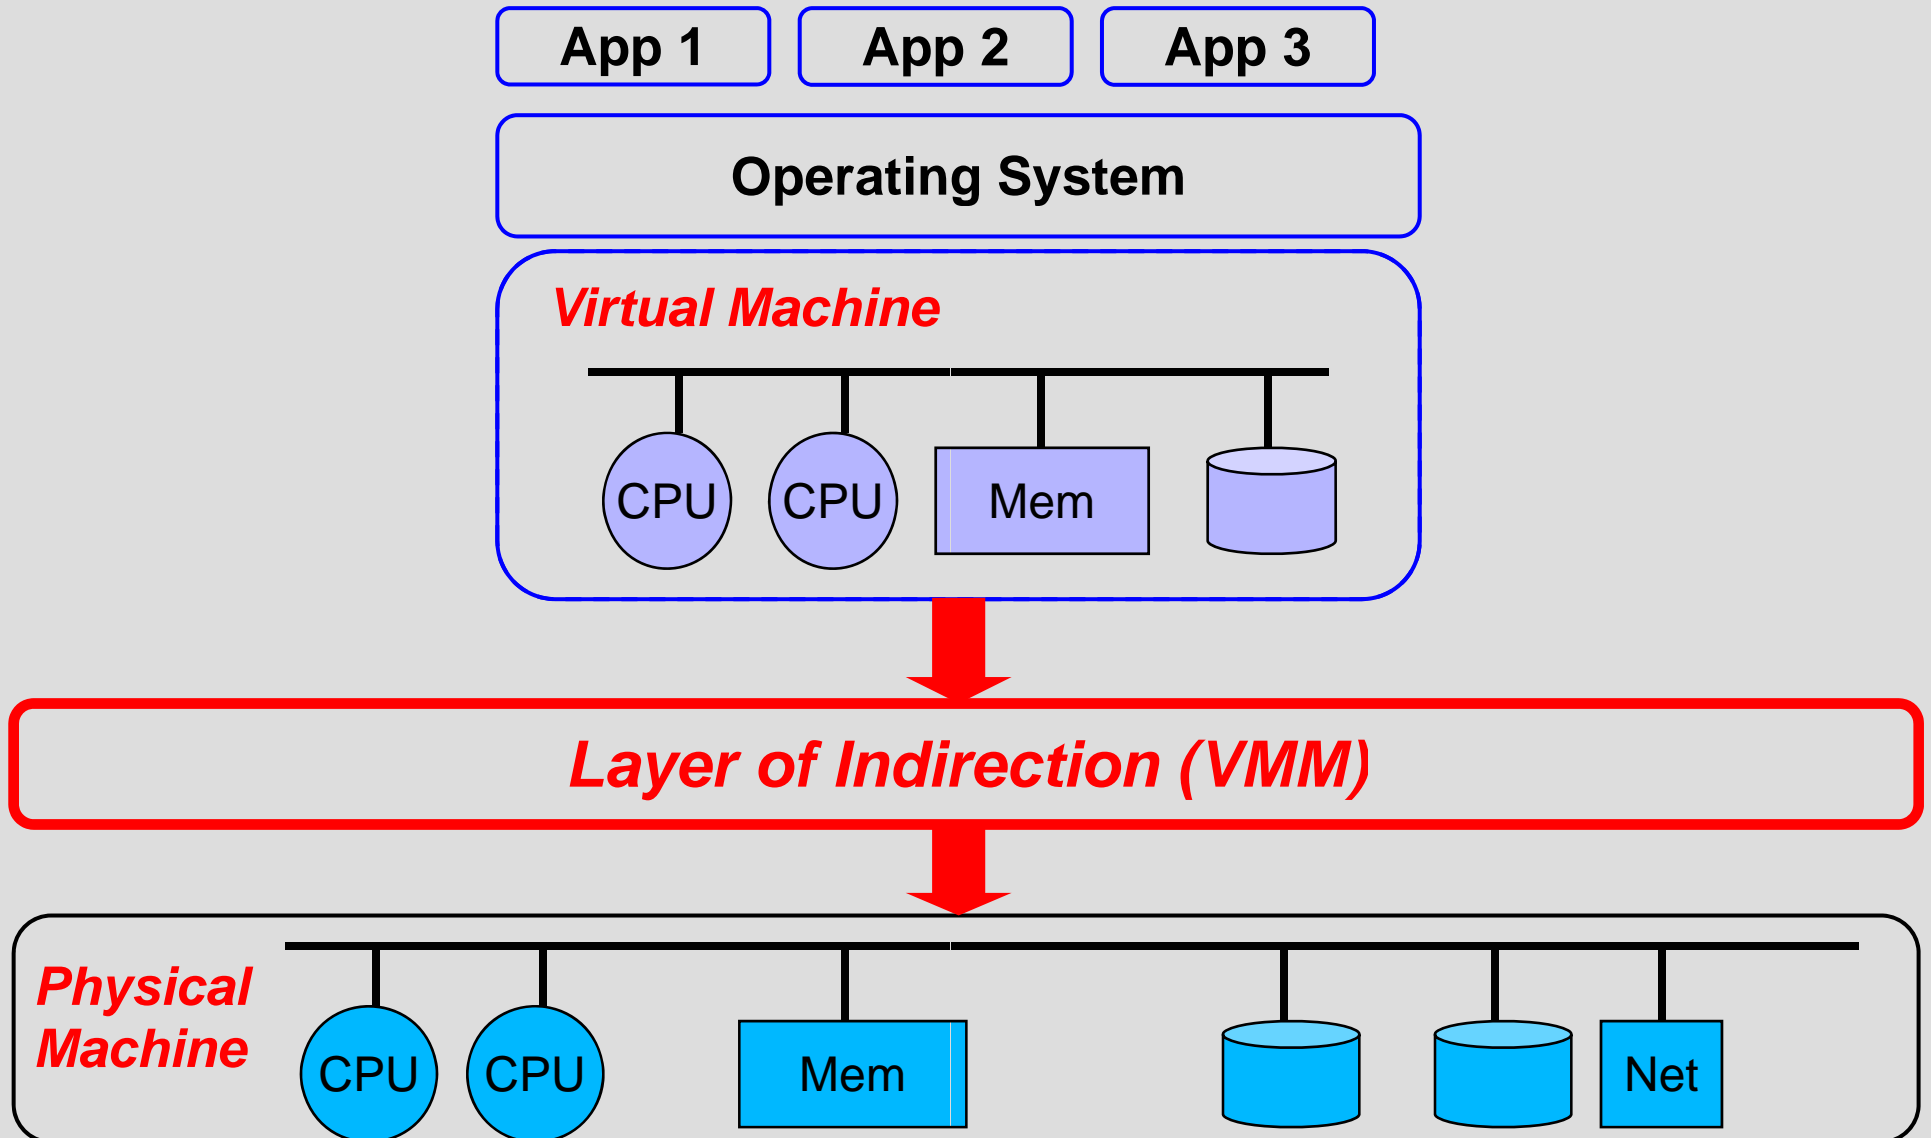 App 1
App 2
App 3
Operating System
Virtual Machine
CPU
CPU
Mem
Layer of Indirection (VMM)
Physical
Machine
CPU
CPU
Mem
Net